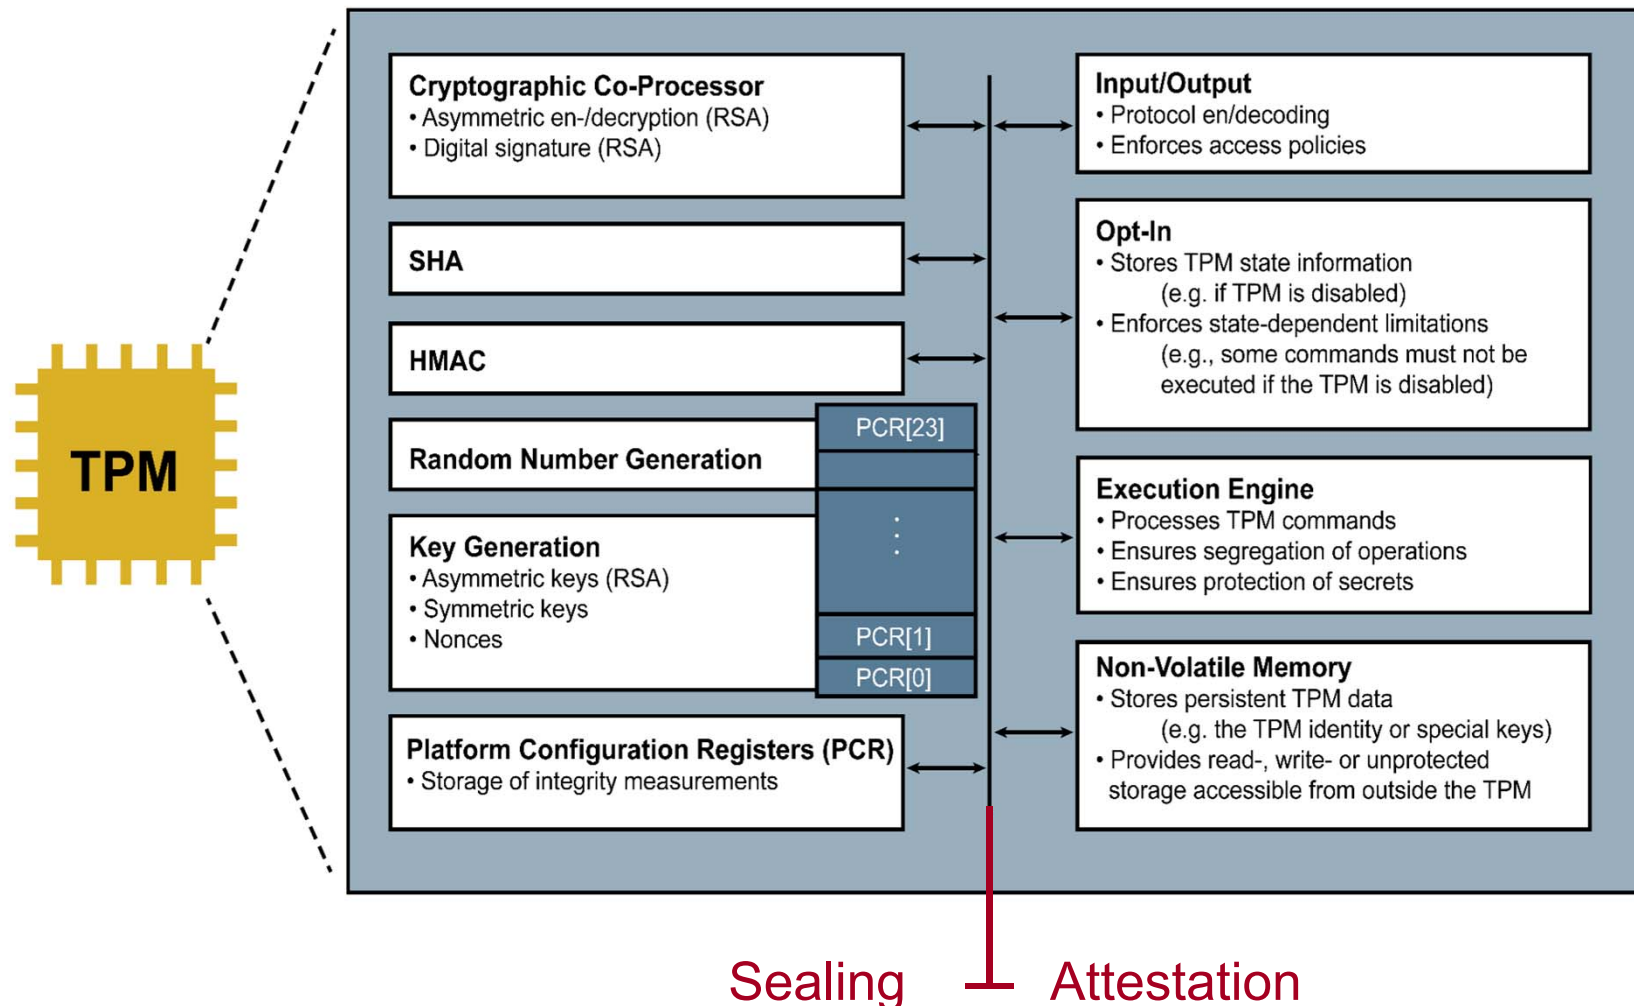 TPM
Cryptographic Co-Processor
• Asymmetric en-/decryption (RSA)
• Digital signature (RSA)
SHA
HMAC
Random Number Generation
Key Generation
• Asymmetric keys (RSA)
• Symmetric keys
• Nonces
PCR[23]
⋮
PCR[1]
PCR[0]
Platform Configuration Registers (PCR)
• Storage of integrity measurements
Input/Output
• Protocol en/decoding
• Enforces access policies
Opt-In
• Stores TPM state information
(e.g. if TPM is disabled)
• Enforces state-dependent limitations
(e.g., some commands must not be
executed if the TPM is disabled)
Execution Engine
• Processes TPM commands
• Ensures segregation of operations
• Ensures protection of secrets
Non-Volatile Memory
• Stores persistent TPM data
(e.g. the TPM identity or special keys)
• Provides read-, write- or unprotected
storage accessible from outside the TPM
Sealing
Attestation